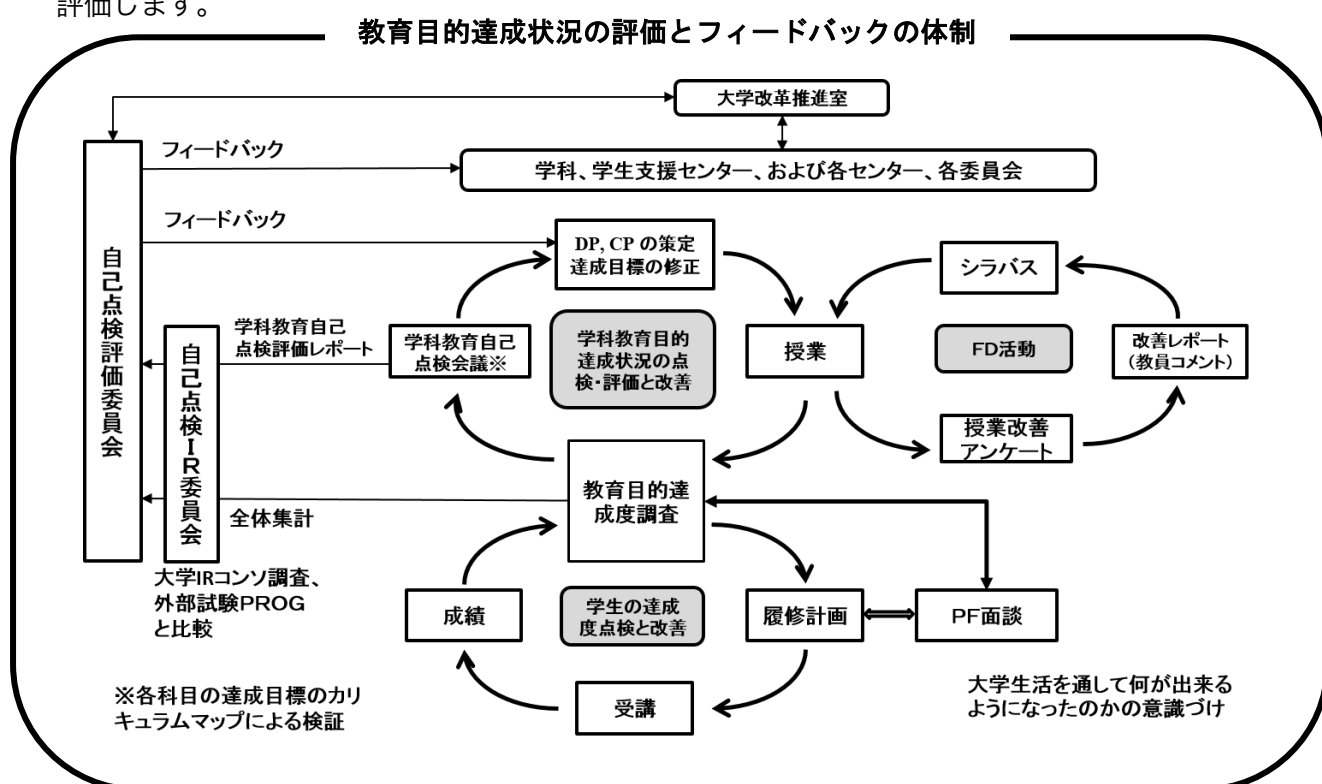 評価します。
教育目的達成状況の評価とフィードバックの体制
大学改革推進室
フィードバック
学科、学生支援センター、および各センター、各委員会
フィードバック
DP, CP の策定
達成目標の修正
シラバス
自己点検評価委員会
学科教育自己
点検評価レポート
自己点検IR委員会
学科教育自己
点検会議※
学科教育目的
達成状況の点
検・評価と改善
授業
FD活動
改善レポート
(教員コメント)
授業改善
アンケート
教育目的達
成度調査
全体集計
大学IRコンソ調査、
外部試験PROG
と比較
成績
学生の達成
度点検と改善
履修計画
PF面談
受講
※各科目の達成目標のカリ
キュラムマップによる検証
大学生活を通して何が出来る
ようになったのかの意識づけ